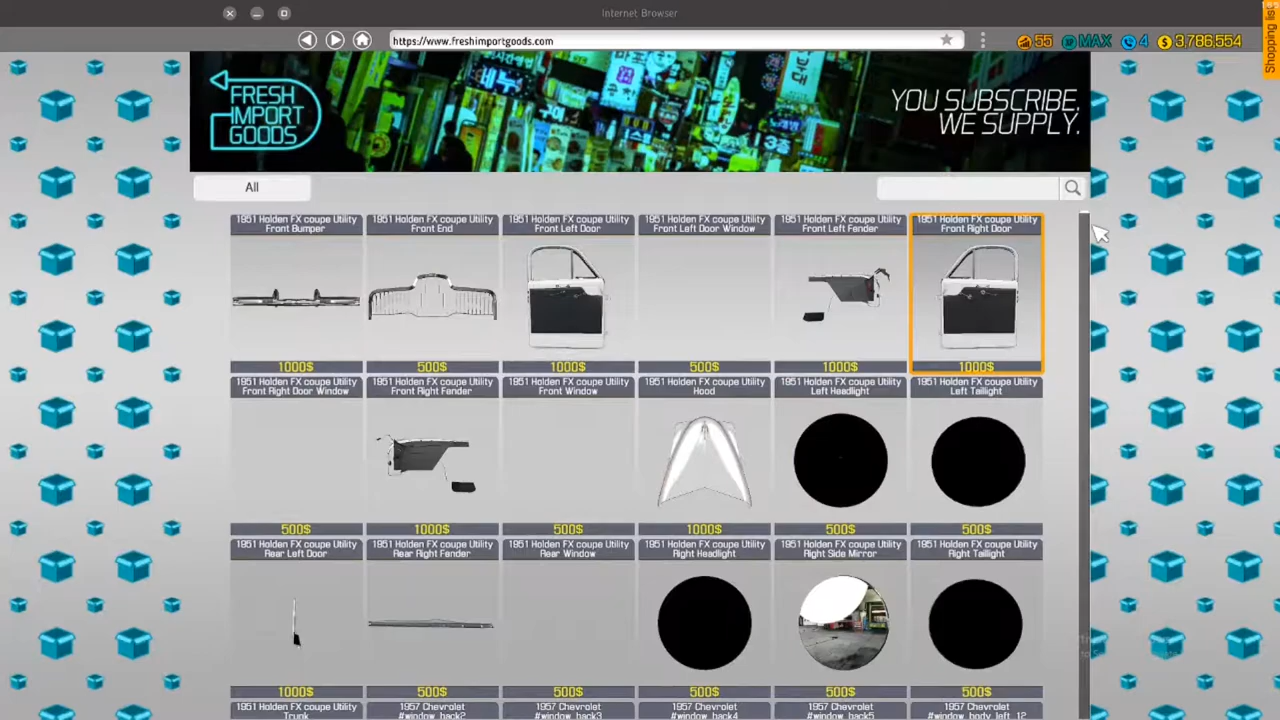 Internet Browser
https://www.freshimportgoods.com
55 MAX 4 $ 3,786,554
Shopping list
FRESH
IMPORT
GOODS
YOU SUBSCRIBE,
WE SUPPLY.
All
1951 Holden FX coupe Utility
Front Bumper
1951 Holden FX coupe Utility
Front End
1951 Holden FX coupe Utility
Front Left Door
1951 Holden FX coupe Utility
Front Left Door Window
1951 Holden FX coupe Utility
Front Left Fender
1951 Holden FX coupe Utility
Front Right Door
1000$ 500$ 1000$ 500$ 1000$ 1000$
1951 Holden FX coupe Utility
Front Right Door Window
1951 Holden FX coupe Utility
Front Right Fender
1951 Holden FX coupe Utility
Front Window
1951 Holden FX coupe Utility
Hood
1951 Holden FX coupe Utility
Left Headlight
1951 Holden FX coupe Utility
Left Taillight
500$ 1000$ 500$ 1000$ 500$ 500$
1951 Holden FX coupe Utility
Rear Left Door
1951 Holden FX coupe Utility
Rear Right Fender
1951 Holden FX coupe Utility
Rear Window
1951 Holden FX coupe Utility
Right Headlight
1951 Holden FX coupe Utility
Right Side Mirror
1951 Holden FX coupe Utility
Right Taillight
1000$ 500$ 500$ 500$ 500$ 500$
1951 Holden FX coupe Utility
Trunk
1957 Chevrolet
#window_back2
1957 Chevrolet
#window_back3
1957 Chevrolet
#window_back4
1957 Chevrolet
#window_back5
1957 Chevrolet
#window_body_left_12